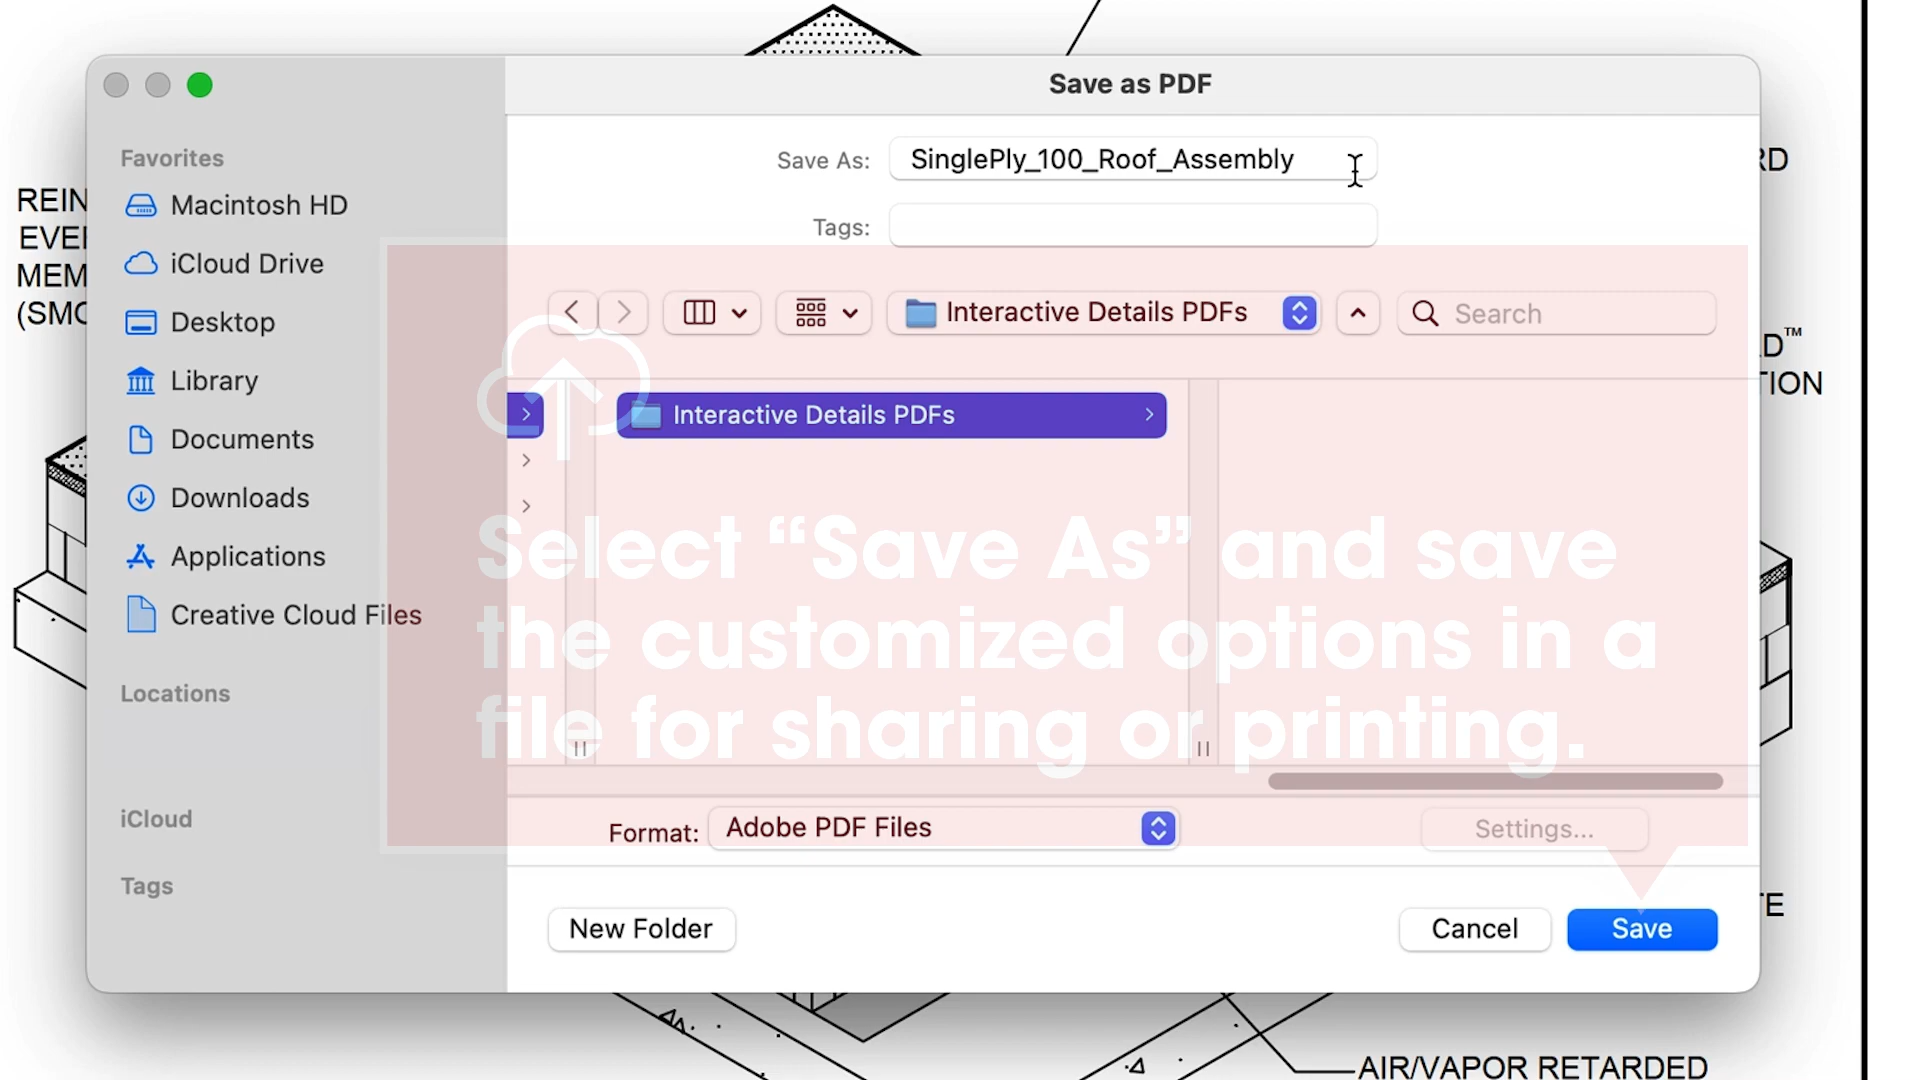 Save as PDF
Favorites
Macintosh HD
iCloud Drive
Desktop
Library
Documents
Downloads
Applications
Creative Cloud Files
Locations
iCloud
Tags
Save As: SinglePly_100_Roof_Assembly
Tags:
Interactive Details PDFs
Search
Interactive Details PDFs
Select “Save As” and save
the customized options in a
file for sharing or printing.
Format: Adobe PDF Files
Settings...
New Folder
Cancel
Save
AIR/VAPOR RETARDED